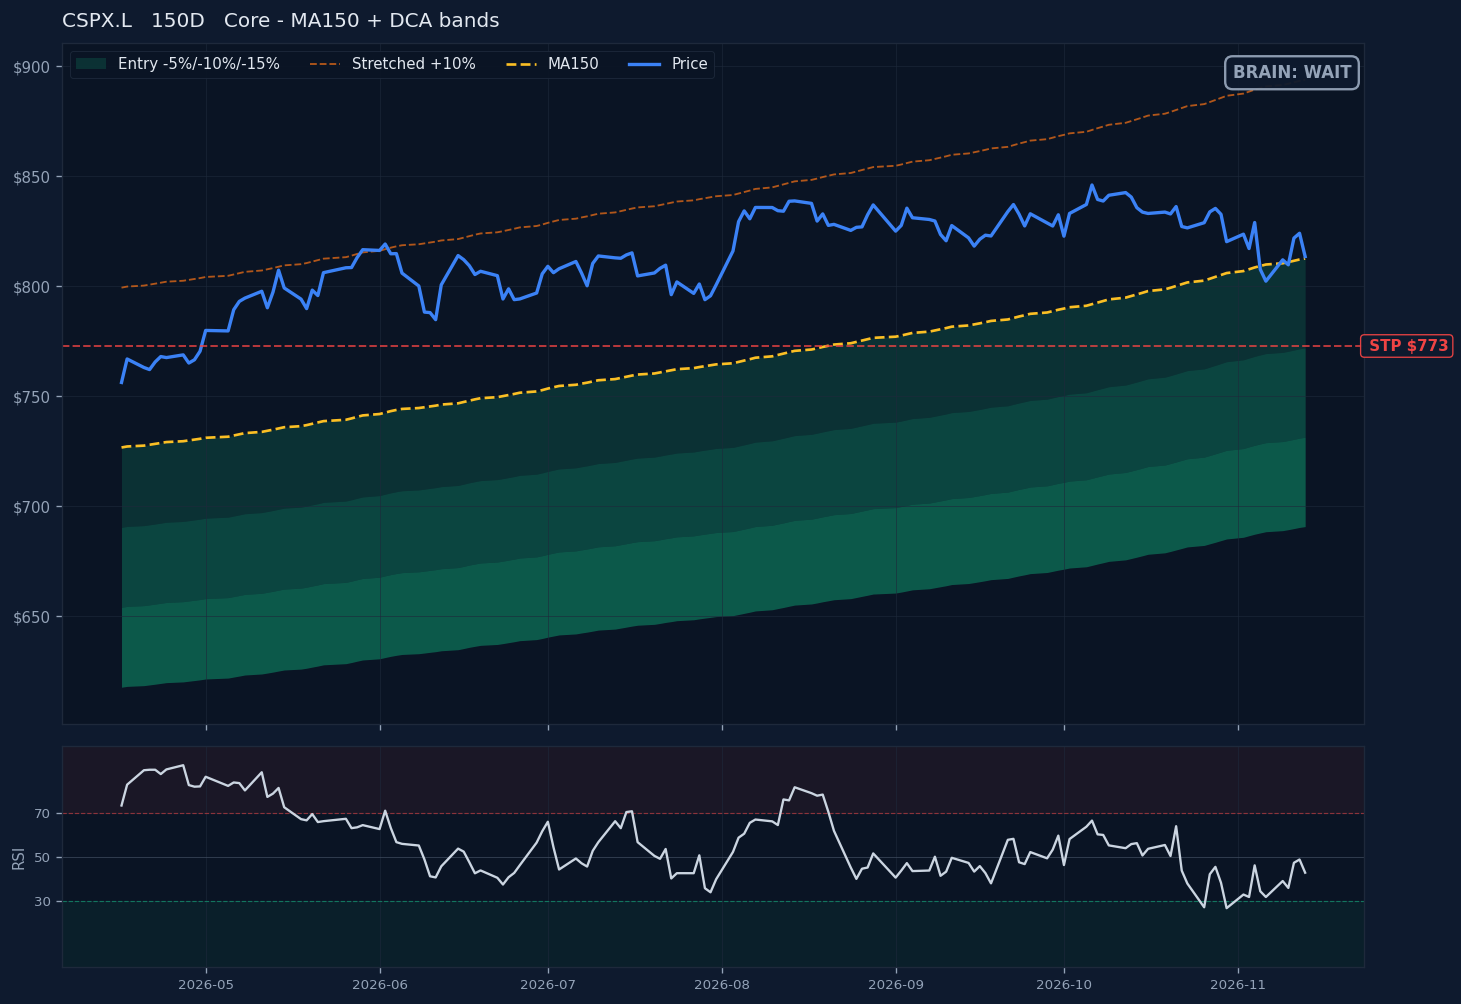 CSPX.L   150D   Core - MA150 + DCA bands
Entry -5%/-10%/-15%   Stretched +10%   MA150   Price
BRAIN: WAIT
$900
$850
$800
$750
$700
$650
STP $773
RSI
70
50
30
2026-05   2026-06   2026-07   2026-08   2026-09   2026-10   2026-11